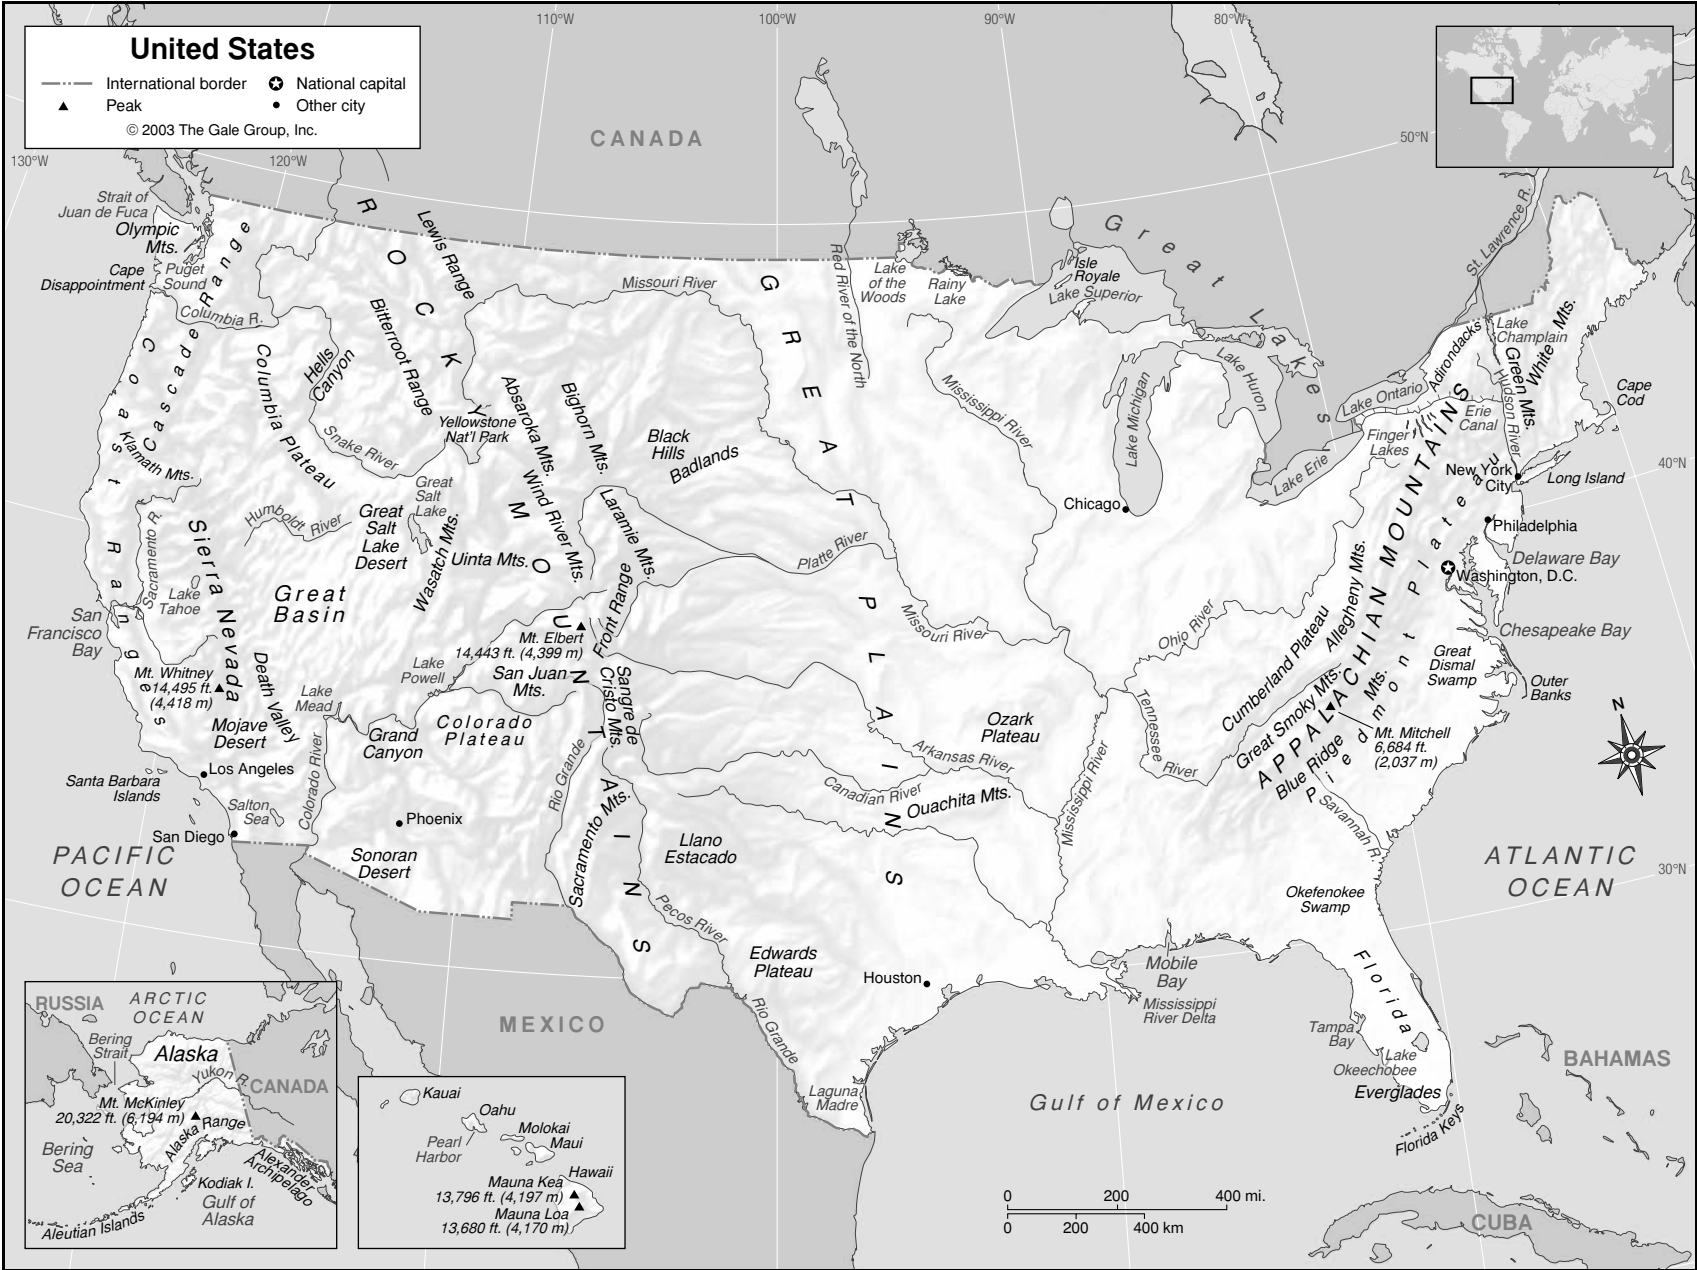 110°W
100°W
90°W
80°W
United States
International border
National capital
Peak
Other city
© 2003 The Gale Group, Inc.
CANADA
50°N
130°W
120°W
Strait of
Juan de Fuca
Olympic
Mts.
Cape
Disappointment
Puget
Sound
Columbia R.
Cascade Range
Coast Ranges
Klamath Mts.
Columbia Plateau
Hells
Canyon
Snake River
ROCKY MOUNTAINS
Lewis Range
Bitterroot Range
Missouri River
Yellowstone
Nat'l Park
Absaroka Mts.
Bighorn Mts.
Wind River Mts.
Black
Hills
Badlands
Laramie Mts.
GREAT PLAINS
Red River of the North
Lake
of the
Woods
Rainy
Lake
Isle
Royale
Lake Superior
Great Lakes
Mississippi River
Lake Michigan
Lake Huron
Lake Ontario
Lake Erie
St. Lawrence R.
Lake
Champlain
Adirondacks
Green Mts.
White Mts.
Hudson River
Erie
Canal
Finger
Lakes
Cape
Cod
40°N
New York
City
Long Island
Philadelphia
Delaware Bay
Washington, D.C.
Chesapeake Bay
Great
Dismal
Swamp
Outer
Banks
Chicago
Sacramento R.
Sierra Nevada
Humboldt River
Great
Salt
Lake
Great
Salt
Lake
Desert
Wasatch Mts.
Uinta Mts.
Platte River
Lake
Tahoe
Great
Basin
San
Francisco
Bay
Mt. Whitney
14,495 ft.
(4,418 m)
Death Valley
Mojave
Desert
Lake
Mead
Lake
Powell
Mt. Elbert
14,443 ft. (4,399 m)
Front Range
San Juan
Mts.
Sangre de
Cristo Mts.
Missouri River
Ohio River
Allegheny Mts.
Cumberland Plateau
APPALACHIAN MOUNTAINS
Piedmont Plateau
Great Smoky Mts.
Blue Ridge Mts.
Mt. Mitchell
6,684 ft.
(2,037 m)
Tennessee
River
N
Grand
Canyon
Colorado
Plateau
Ozark
Plateau
Arkansas River
Canadian River
Ouachita Mts.
Mississippi River
Los Angeles
Santa Barbara
Islands
Salton
Sea
Colorado River
Rio Grande
San Diego
Phoenix
Sonoran
Desert
Sacramento Mts.
Llano
Estacado
Pecos River
Savannah R.
PACIFIC
OCEAN
ATLANTIC
OCEAN
30°N
Okefenokee
Swamp
Edwards
Plateau
Houston
Mobile
Bay
Mississippi
River Delta
Florida
Tampa
Bay
Lake
Okeechobee
Everglades
Florida Keys
BAHAMAS
MEXICO
Rio Grande
Laguna
Madre
Gulf of Mexico
CUBA
RUSSIA
ARCTIC
OCEAN
Bering
Strait
Alaska
Yukon R.
CANADA
Mt. McKinley
20,322 ft. (6,194 m)
Alaska Range
Bering
Sea
Alexander
Archipelago
Kodiak I.
Gulf of
Alaska
Aleutian Islands
Kauai
Oahu
Pearl
Harbor
Molokai
Maui
Hawaii
Mauna Kea
13,796 ft. (4,197 m)
Mauna Loa
13,680 ft. (4,170 m)
0 200 400 mi.
0 200 400 km